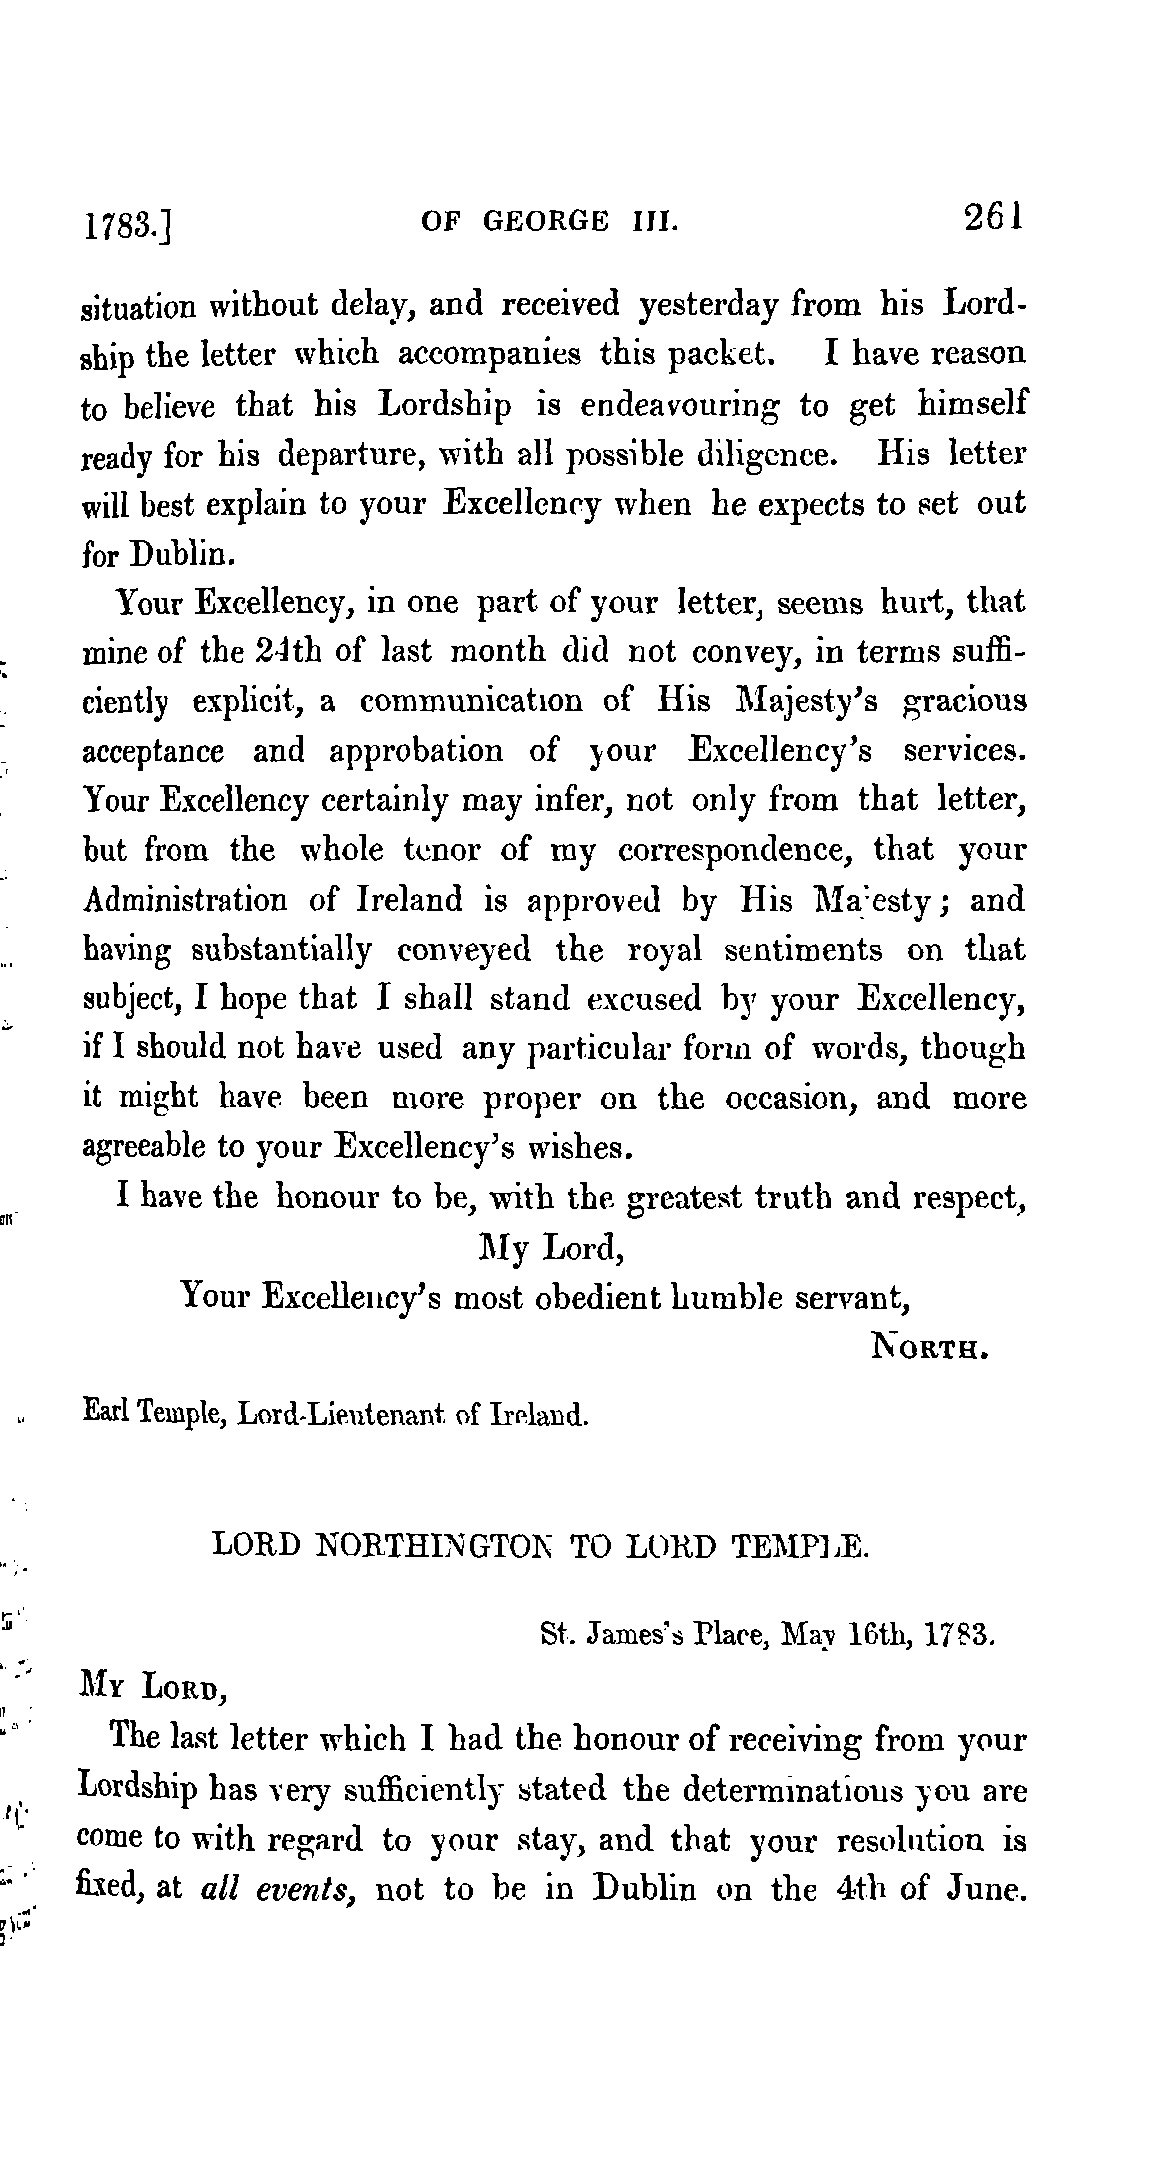 1783.] OF GEORGE III. 261
situation without delay, and received yesterday from his Lord-
ship the letter which accompanies this packet. I have reason
to believe that his Lordship is endeavouring to get himself
ready for his departure, with all possible diligence. His letter
will best explain to your Excellency when he expects to set out
for Dublin.
Your Excellency, in one part of your letter, seems hurt, that
mine of the 24th of last month did not convey, in terms suffi-
ciently explicit, a communication of His Majesty's gracious
acceptance and approbation of your Excellency's services.
Your Excellency certainly may infer, not only from that letter,
but from the whole tenor of my correspondence, that your
Administration of Ireland is approved by His Majesty; and
having substantially conveyed the royal sentiments on that
subject, I hope that I shall stand excused by your Excellency,
if I should not have used any particular form of words, though
it might have been more proper on the occasion, and more
agreeable to your Excellency's wishes.
I have the honour to be, with the greatest truth and respect,
My Lord,
Your Excellency's most obedient humble servant,
NORTH.
Earl Temple, Lord-Lieutenant of Ireland.
LORD NORTHINGTON TO LORD TEMPLE.
St. James's Place, May 16th, 1783.
MY LORD,
The last letter which I had the honour of receiving from your
Lordship has very sufficiently stated the determinations you are
come to with regard to your stay, and that your resolution is
fixed, at all events, not to be in Dublin on the 4th of June.